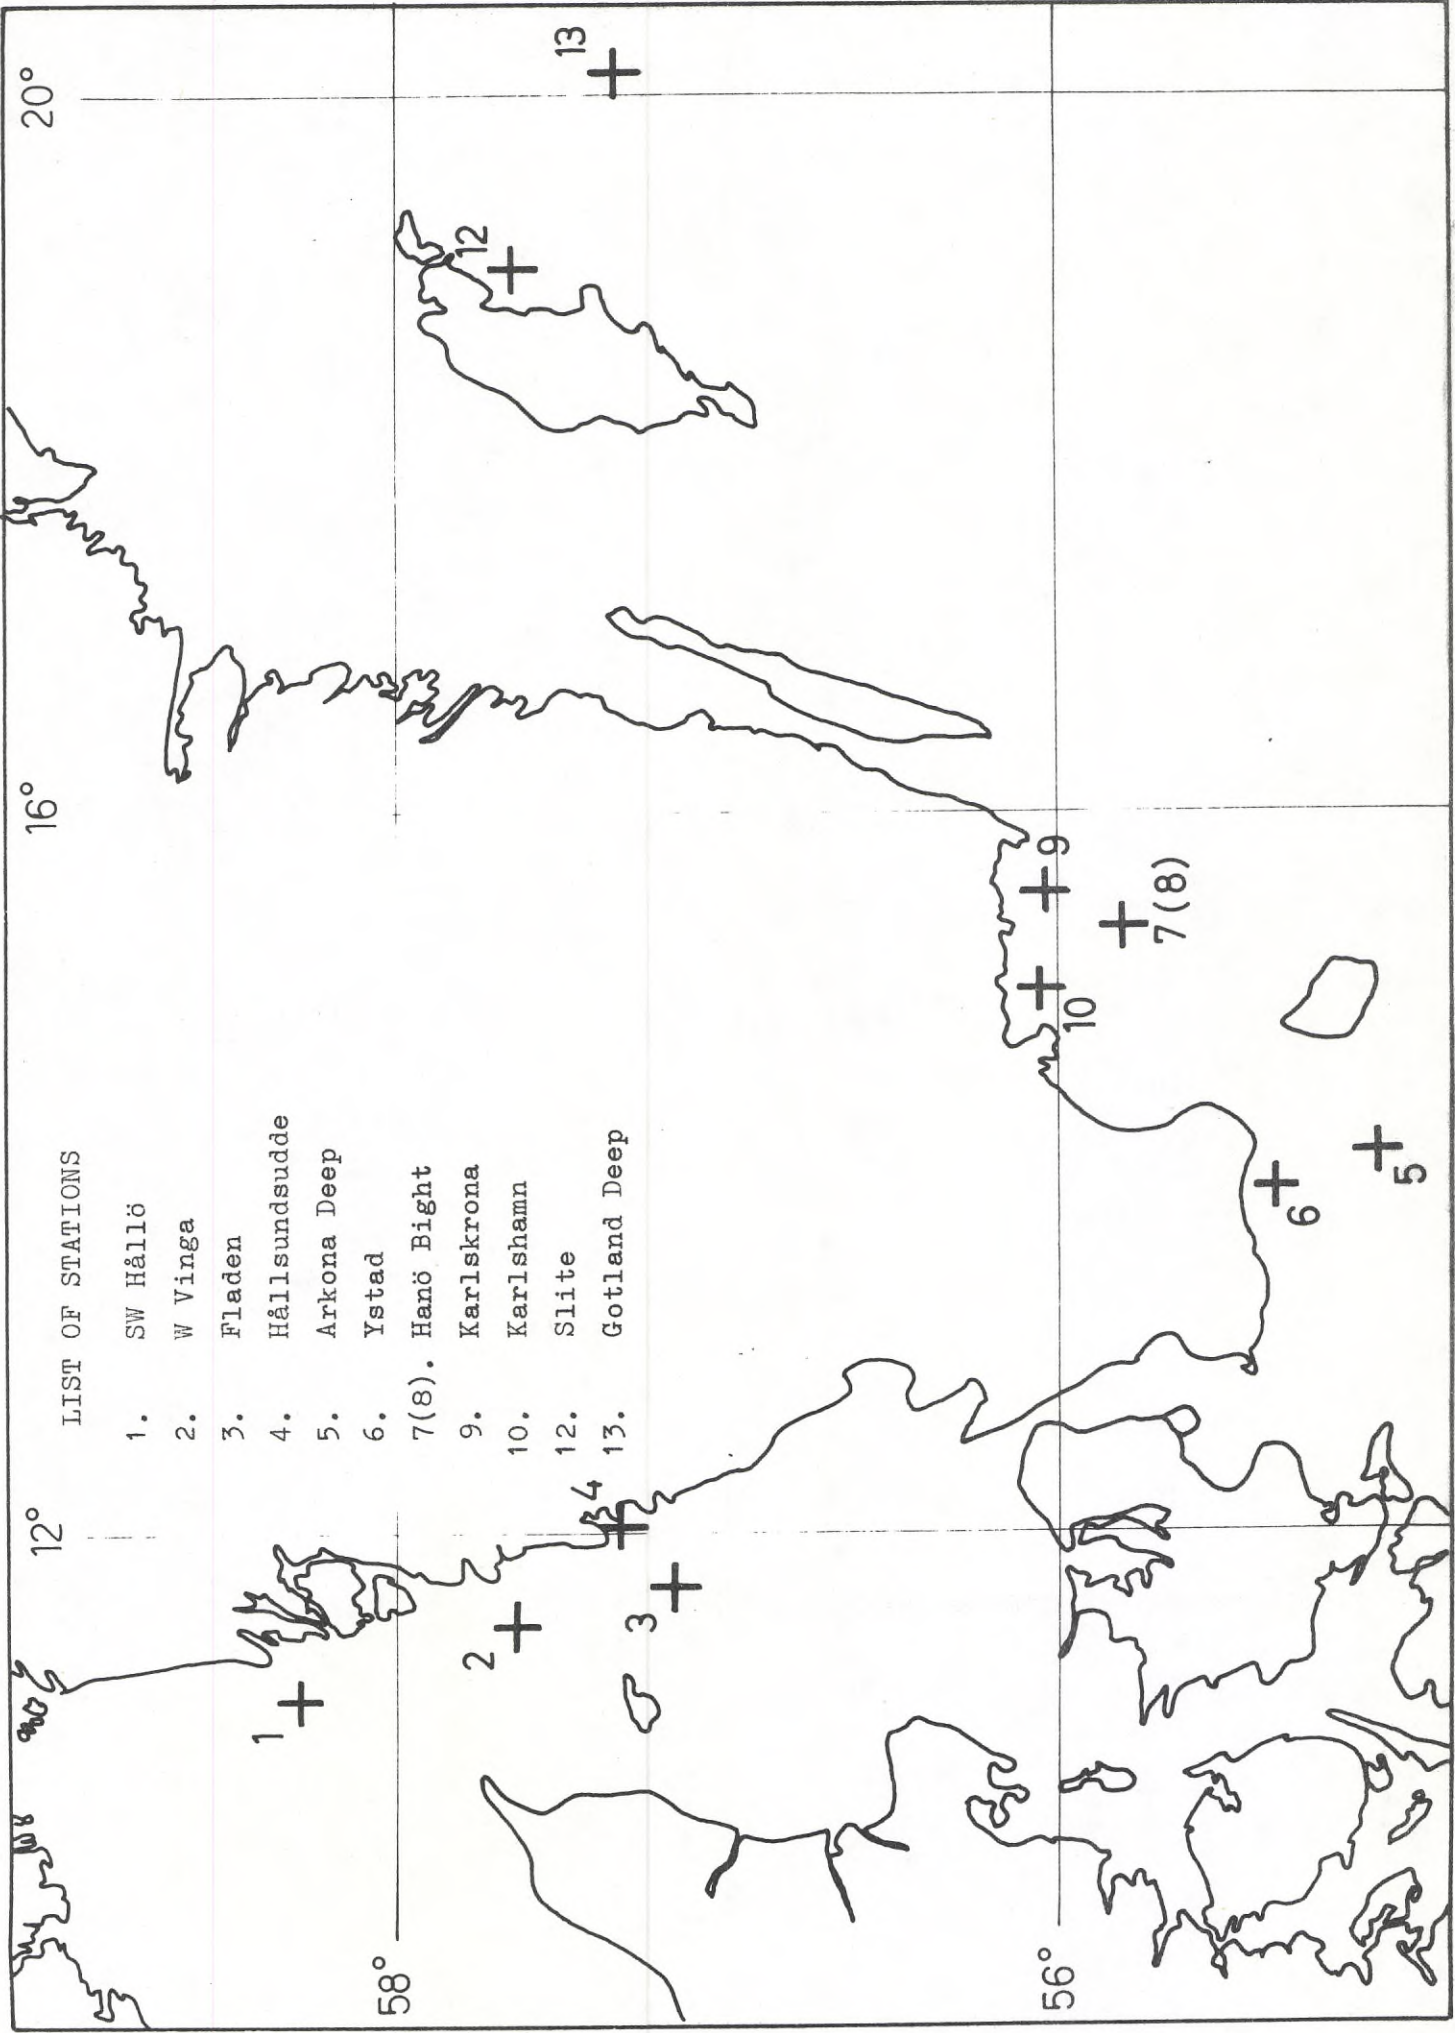 LIST OF STATIONS
1. SW Hållö
2. W Vinga
3. Fladen
4. Hållsundsudde
5. Arkona Deep
6. Ystad
7(8). Hanö Bight
9. Karlskrona
10. Karlshamn
12. Slite
13. Gotland Deep
12°
16°
20°
58°
56°
1
2
3
4
12
13
9
10
7(8)
6
5